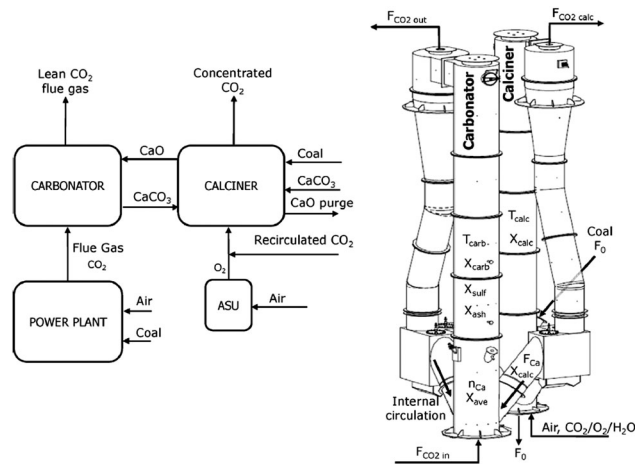 Lean CO2
flue gas
Concentrated
CO2
CARBONATOR
CaO
CaCO3
CALCINER
Coal
CaCO3
CaO purge
Flue Gas
CO2
O2
Recirculated CO2
POWER PLANT
Air
Coal
ASU
Air
FCO2 out
FCO2 calc
Carbonator
Calciner
Tcarb
Xcarb
Xsulf
Xash
Tcalc
Xcalc
Coal
F0
FCa
Xcalc
nCa
Xave
Internal
circulation
FCO2 in
F0
Air, CO2/O2/H2O